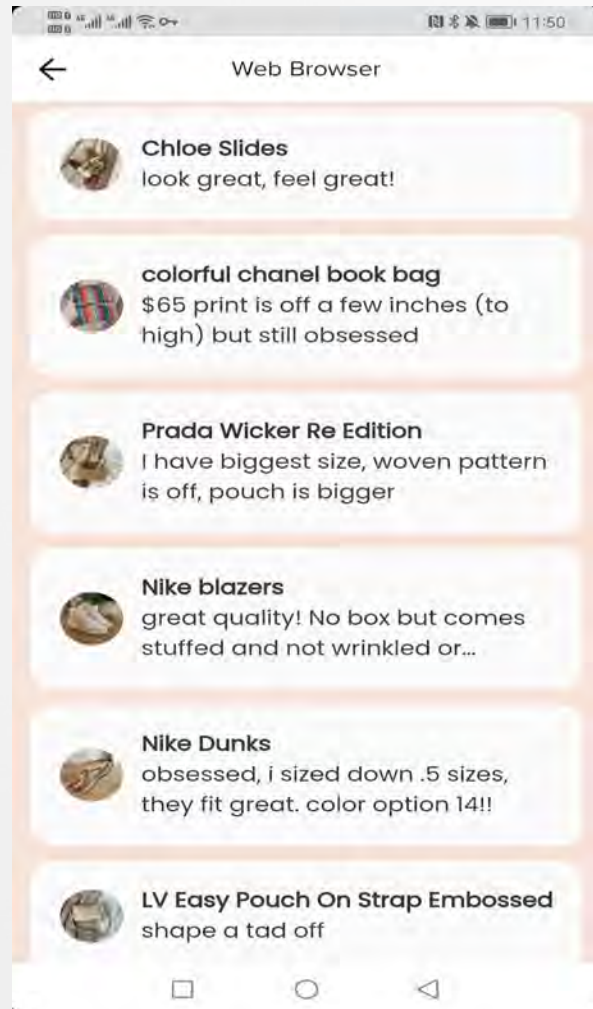 11:50
Web Browser
Chloe Slides
look great, feel great!
colorful chanel book bag
$65 print is off a few inches (to
high) but still obsessed
Prada Wicker Re Edition
I have biggest size, woven pattern
is off, pouch is bigger
Nike blazers
great quality! No box but comes
stuffed and not wrinkled or...
Nike Dunks
obsessed, i sized down .5 sizes,
they fit great. color option 14!!
LV Easy Pouch On Strap Embossed
shape a tad off